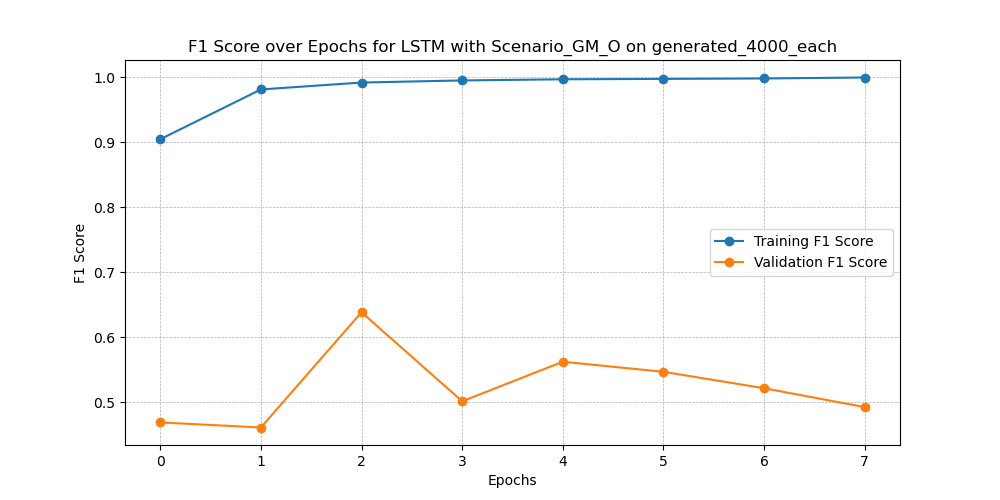 F1 Score over Epochs for LSTM with Scenario_GM_O on generated_4000_each
1.0
0.9
0.8
0.7
0.6
0.5
F1 Score
Training F1 Score
Validation F1 Score
0 1 2 3 4 5 6 7
Epochs